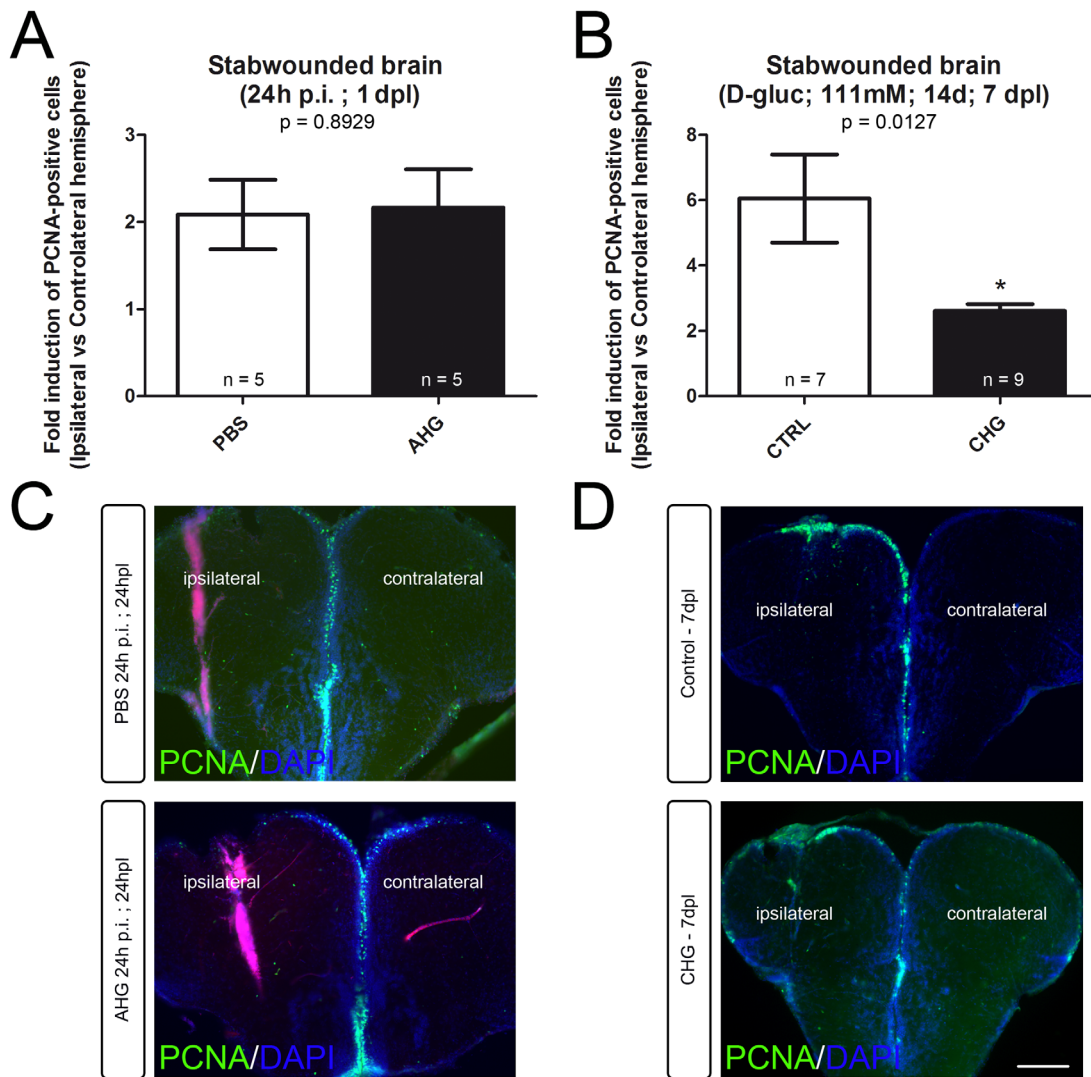 A
Stabwounded brain
(24h p.i. ; 1 dpl)
p = 0.8929
Fold induction of PCNA-positive cells
(Ipsilateral vs Controlateral hemisphere)
3
2
1
0
n = 5
n = 5
PBS
AHG
B
Stabwounded brain
(D-gluc; 111mM; 14d; 7 dpl)
p = 0.0127
Fold induction of PCNA-positive cells
(Ipsilateral vs Controlateral hemisphere)
8
6
4
2
0
*
n = 7
n = 9
CTRL
CHG
C
PBS 24h p.i. ; 24hpl
ipsilateral
contralateral
PCNA/DAPI
AHG 24h p.i. ; 24hpl
ipsilateral
contralateral
PCNA/DAPI
D
Control - 7dpl
ipsilateral
contralateral
PCNA/DAPI
CHG - 7dpl
ipsilateral
contralateral
PCNA/DAPI